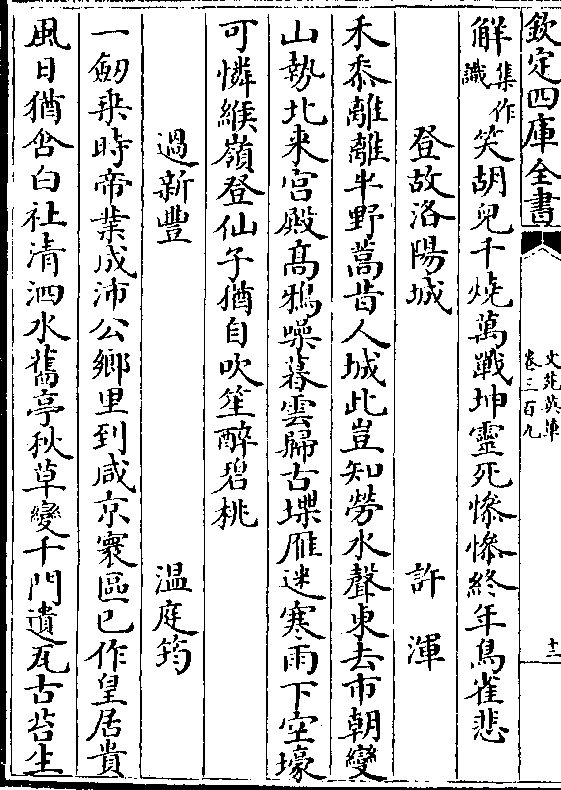 欽定四庫全書
文苑英華
卷三百九
十二
解集作識笑胡兒千燒萬戰坤靈死慘慘終年鳥雀悲
登故洛陽城 許渾
禾黍離離半野蒿昔人城此豈知勞水聲東去市朝變
山勢北來宮殿高鴉噪暮雲歸古堞雁迷寒雨下空壕
可憐緱嶺登仙子猶自吹笙醉碧桃
過新豐 温庭筠
一劒乗時帝業成沛公鄉里到咸京寰區已作皇居貴
風日猶含白社清泗水舊亭秋草變千門遺瓦古苔生